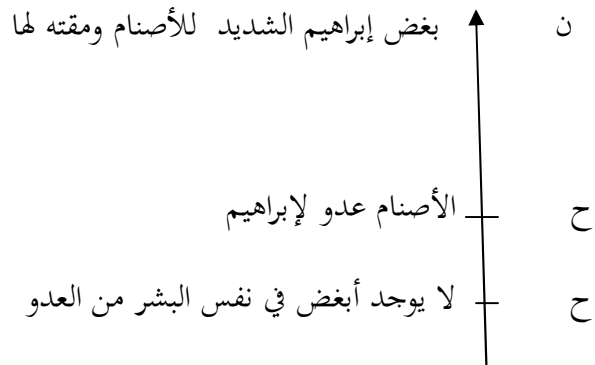 ن بغض إبراهيم الشديد للأصنام ومقته لها
ح الأصنام عدو لإبراهيم
ح لا يوجد أبغض في نفس البشر من العدو